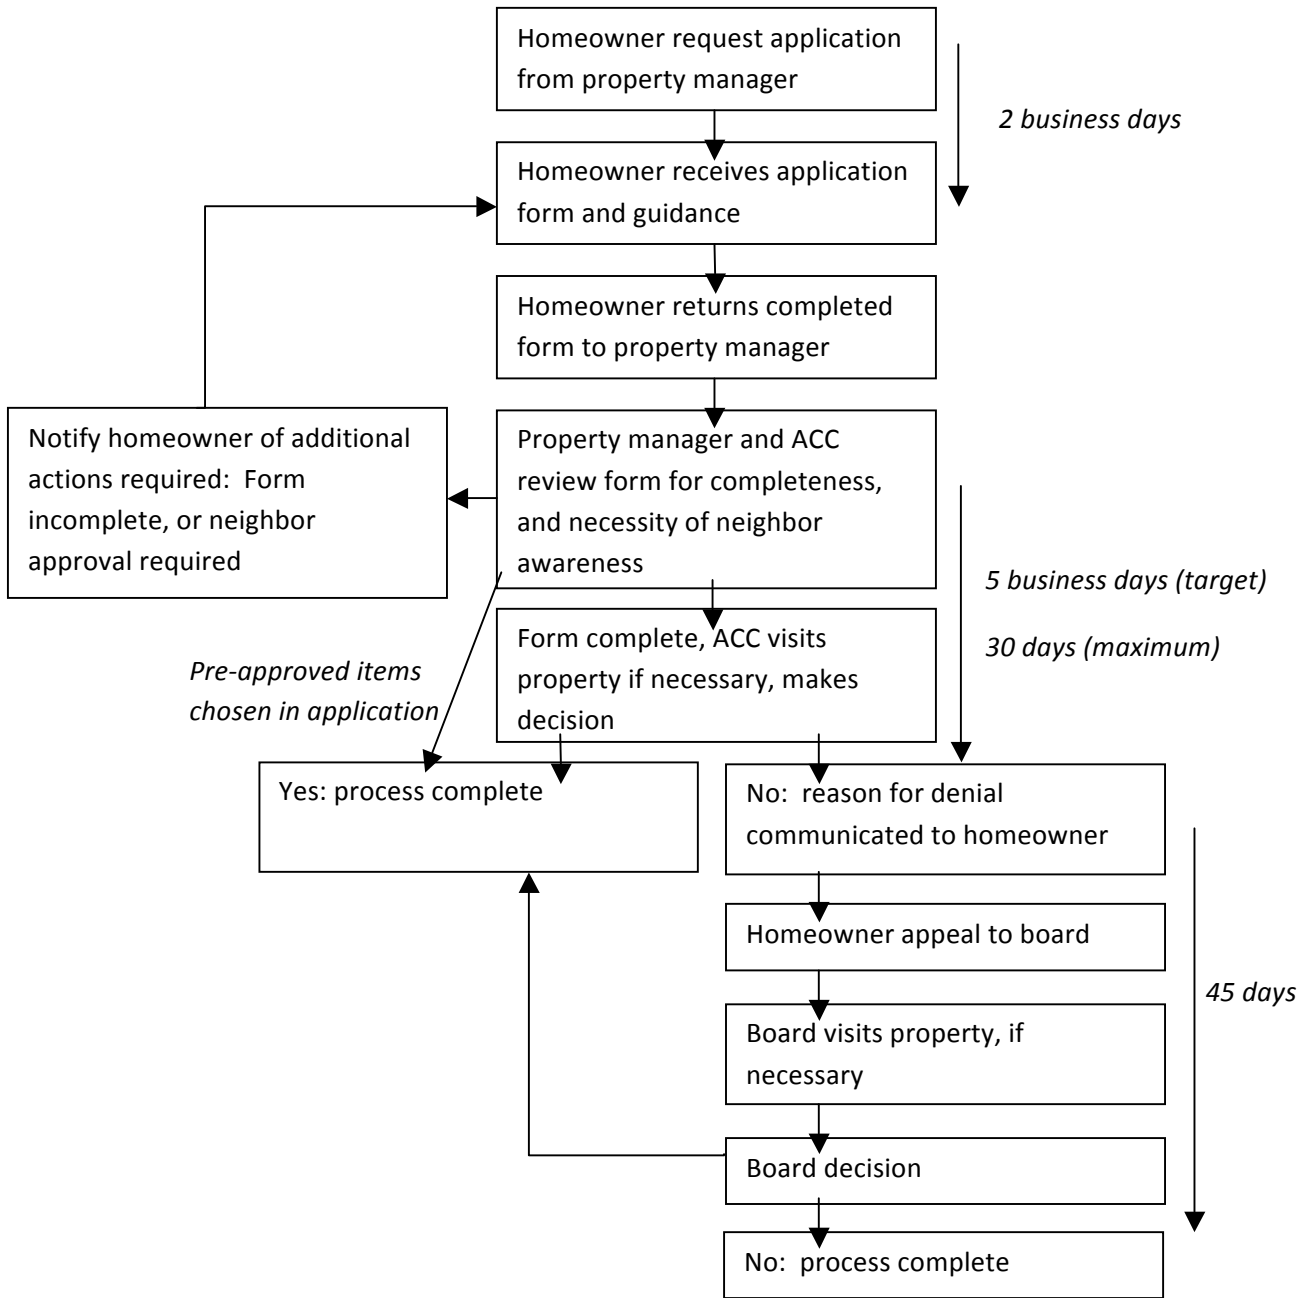 Homeowner request application
from property manager
2 business days
Homeowner receives application
form and guidance
Homeowner returns completed
form to property manager
Notify homeowner of additional
actions required:  Form
incomplete, or neighbor
approval required
Property manager and ACC
review form for completeness,
and necessity of neighbor
awareness
5 business days (target)
30 days (maximum)
Pre-approved items
chosen in application
Form complete, ACC visits
property if necessary, makes
decision
Yes: process complete
No:  reason for denial
communicated to homeowner
Homeowner appeal to board
45 days
Board visits property, if
necessary
Board decision
No:  process complete